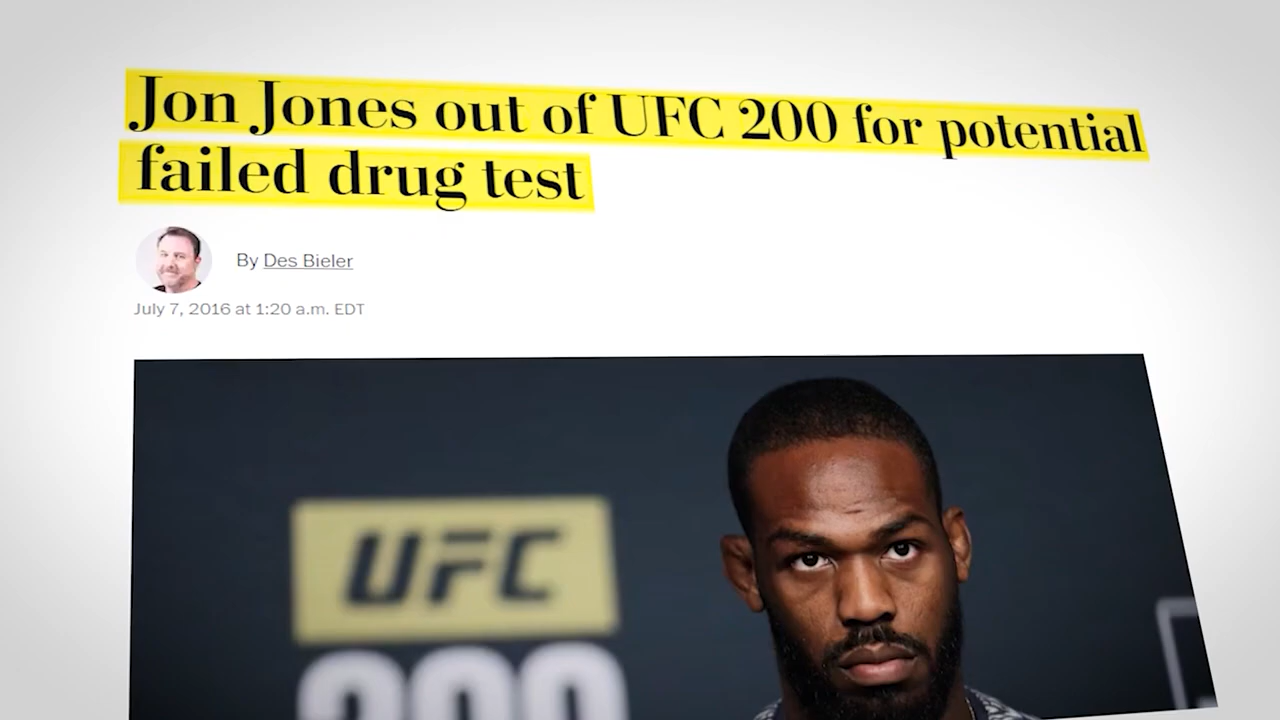 Jon Jones out of UFC 200 for potential
failed drug test
By Des Bieler
July 7, 2016 at 1:20 a.m. EDT
UFC
200